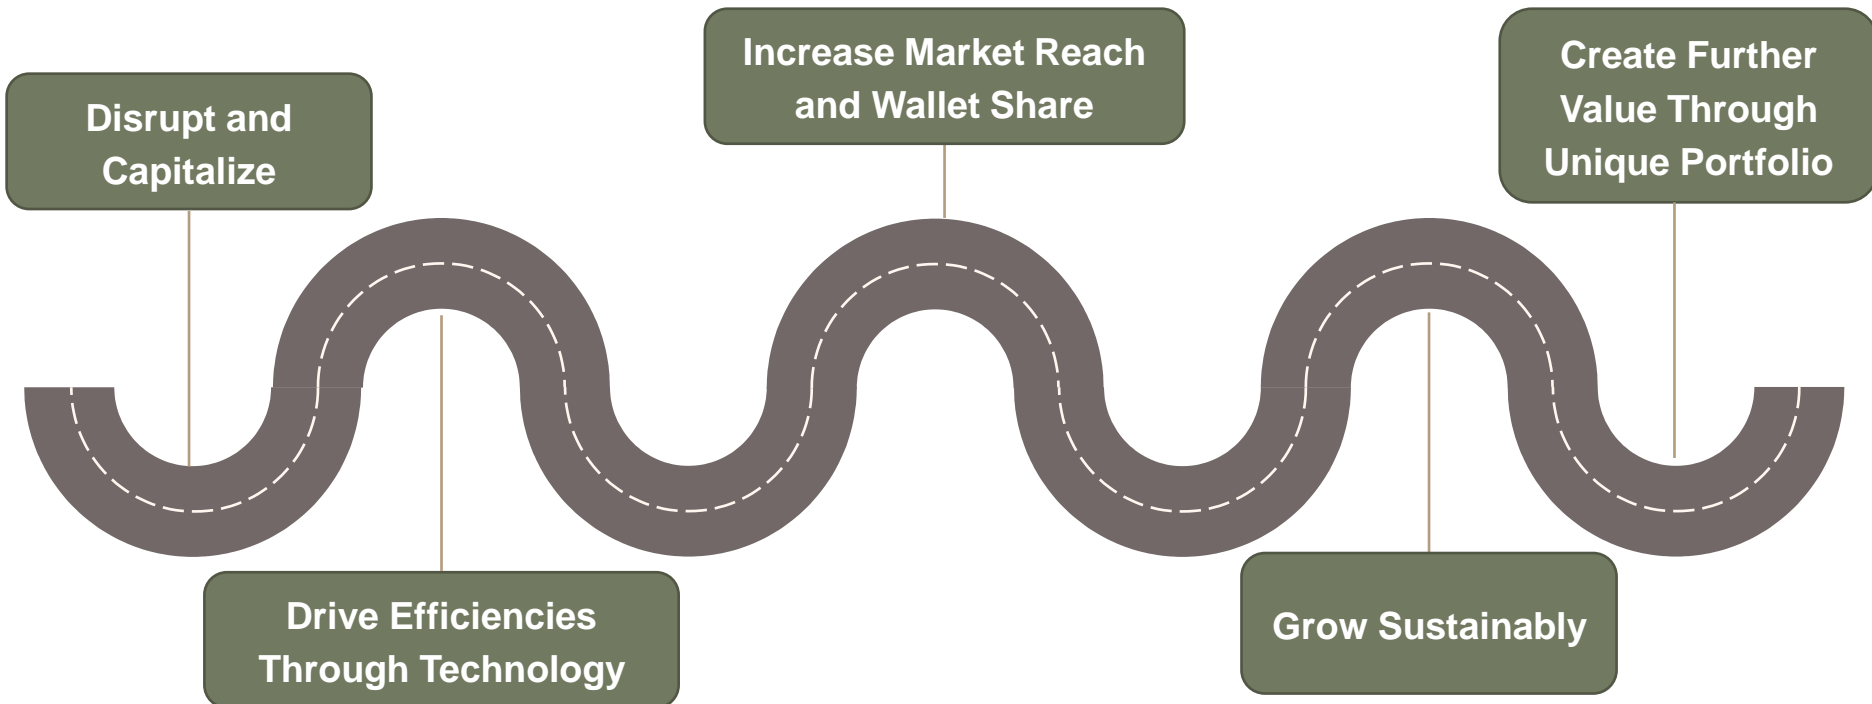 Disrupt and
Capitalize
Drive Efficiencies
Through Technology
Increase Market Reach
and Wallet Share
Grow Sustainably
Create Further
Value Through
Unique Portfolio